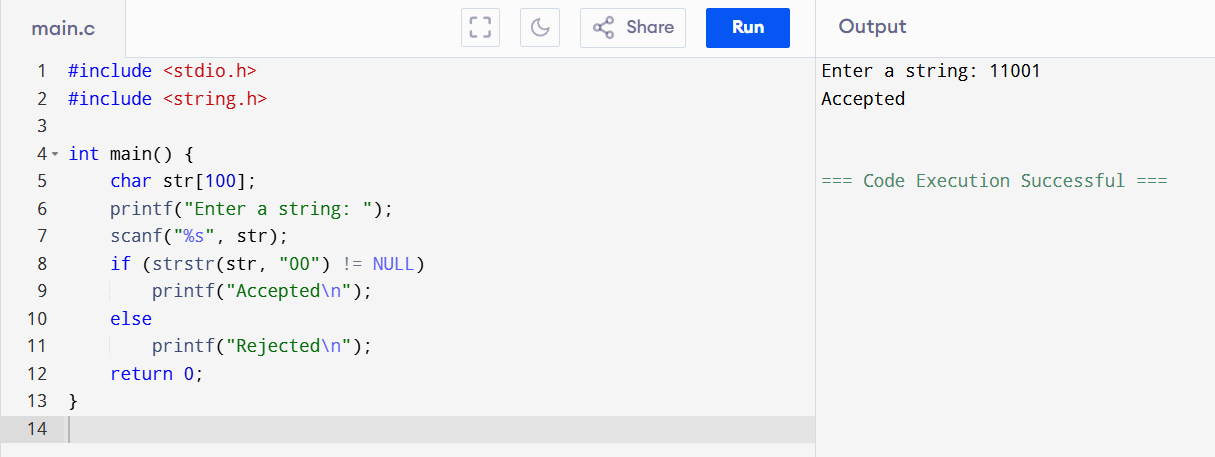 main.c
Share
Run
Output
1 #include <stdio.h>
2 #include <string.h>
3
4 int main() {
5     char str[100];
6     printf("Enter a string: ");
7     scanf("%s", str);
8     if (strstr(str, "00") != NULL)
9         printf("Accepted\n");
10     else
11         printf("Rejected\n");
12     return 0;
13 }
14
Enter a string: 11001
Accepted
=== Code Execution Successful ===